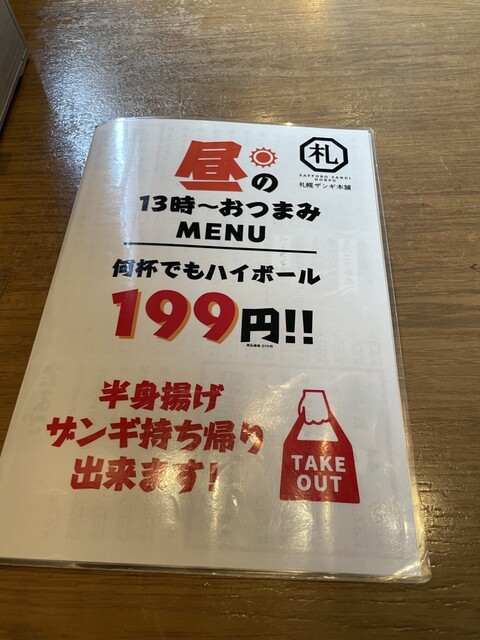 昼の
札
SAPPORO ZANGI HONPO
札幌ザンギ本舗
13時～おつまみ
MENU
何杯でもハイボール
199円!!
半身揚げ
ザンギ持ち帰り
出来ます!
TAKE
OUT